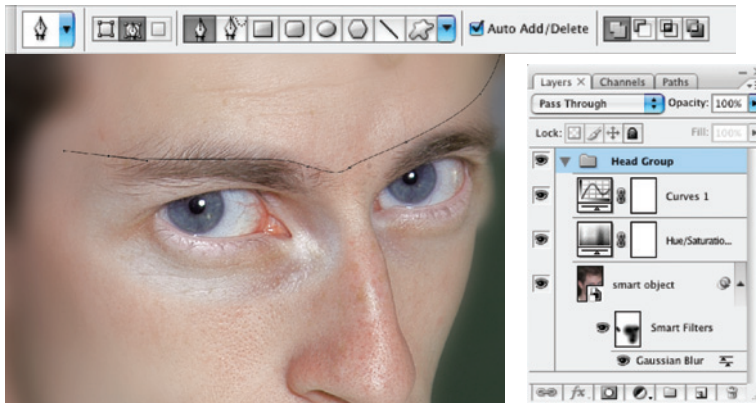 Auto Add/Delete
Layers × Channels Paths
Pass Through Opacity: 100%
Lock: Fill: 100%
Head Group
Curves 1
Hue/Saturatio...
smart object
Smart Filters
Gaussian Blur
fx